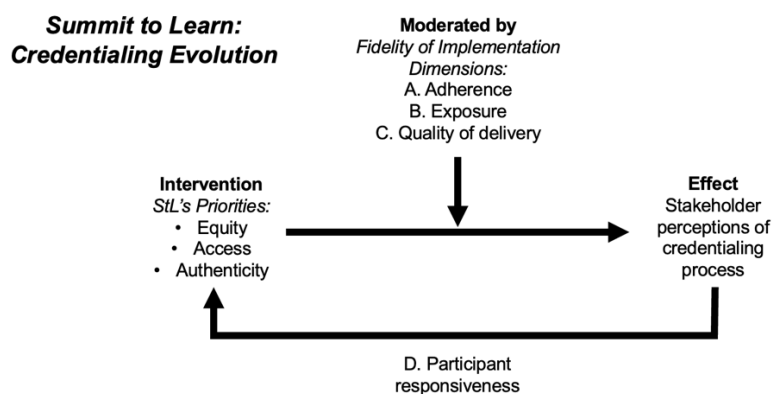 Summit to Learn:
Credentialing Evolution
Moderated by
Fidelity of Implementation
Dimensions:
A. Adherence
B. Exposure
C. Quality of delivery
Intervention
StL's Priorities:
• Equity
• Access
• Authenticity
Effect
Stakeholder
perceptions of
credentialing
process
D. Participant
responsiveness